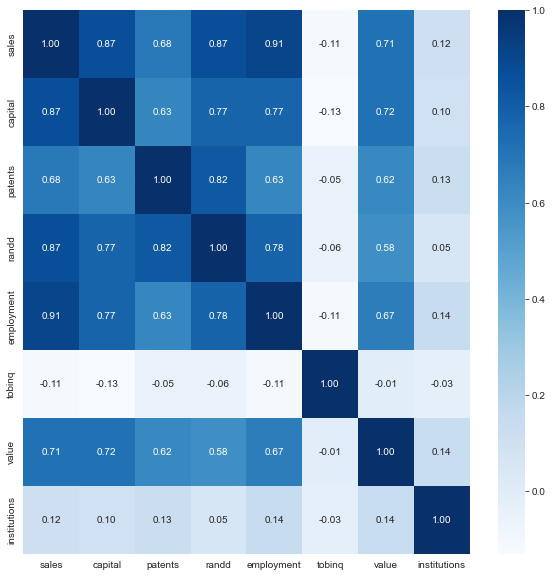 sales 1.00 0.87 0.68 0.87 0.91 -0.11 0.71 0.12
capital 0.87 1.00 0.63 0.77 0.77 -0.13 0.72 0.10
patents 0.68 0.63 1.00 0.82 0.63 -0.05 0.62 0.13
randd 0.87 0.77 0.82 1.00 0.78 -0.06 0.58 0.05
employment 0.91 0.77 0.63 0.78 1.00 -0.11 0.67 0.14
tobinq -0.11 -0.13 -0.05 -0.06 -0.11 1.00 -0.01 -0.03
value 0.71 0.72 0.62 0.58 0.67 -0.01 1.00 0.14
institutions 0.12 0.10 0.13 0.05 0.14 -0.03 0.14 1.00
sales capital patents randd employment tobinq value institutions
1.0
0.8
0.6
0.4
0.2
0.0